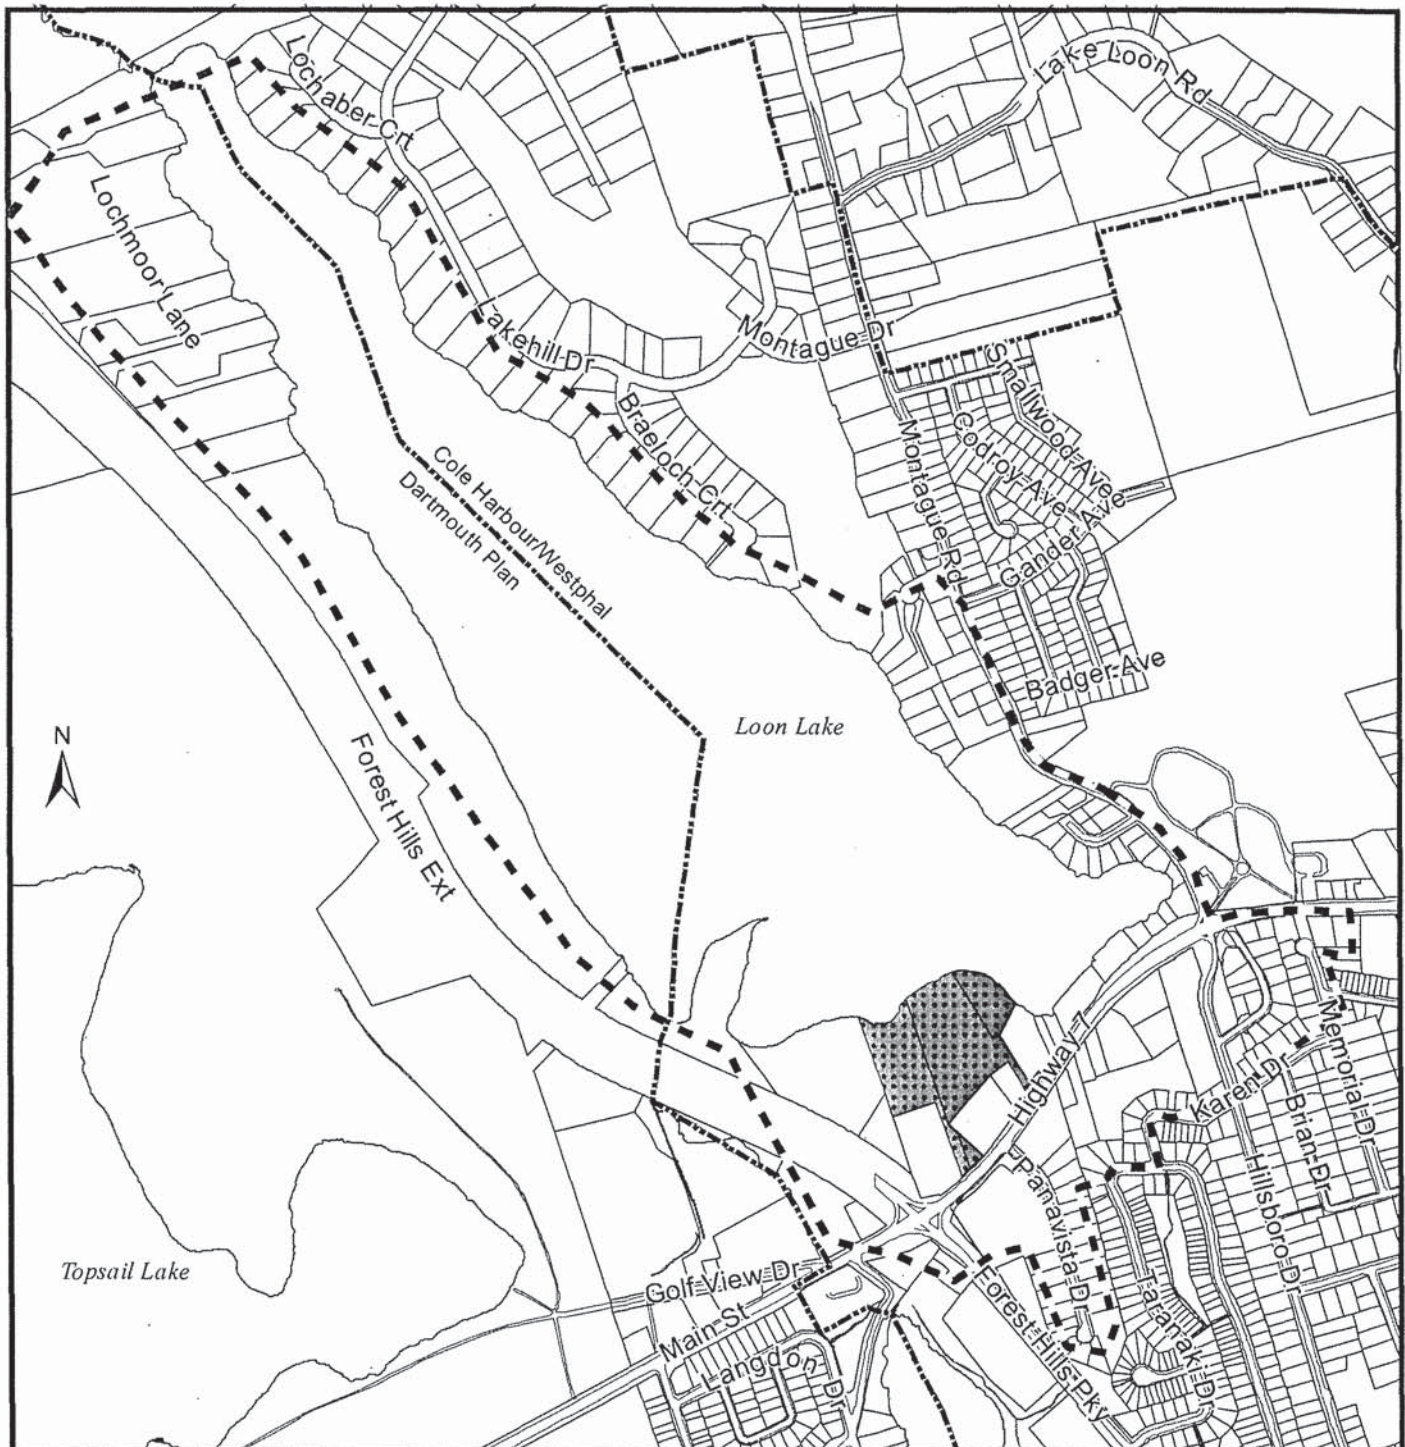 Lochaber Crt
Lake Loon Rd
Lochmoor Lane
Lakehill Dr
Montague Dr
Smallwood Ave
Braeloch Crt
Codroy Ave
Montague Rd
Gander Ave
Cole Harbour/Westphal
Dartmouth Plan
Badger Ave
N
Loon Lake
Forest Hills Ext
Highway 7
Memorial Dr
Karen Dr
Brian Dr
Panavista Dr
Hillsboro Dr
Topsail Lake
Golf View Dr
Main St
Forest Hills Pky
Taranaki Dr
Langdon Dr